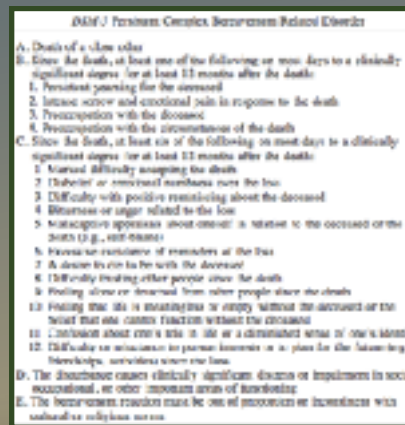 DSM-5 Persistent Complex Bereavement Related Disorder
A. Death of a close other
B. Since the death, at least one of the following on most days to a clinically
significant degree for at least 12 months after the death:
1. Persistent yearning for the deceased
2. Intense sorrow and emotional pain in response to the death
3. Preoccupation with the deceased
4. Preoccupation with the circumstances of the death
C. Since the death, at least six of the following on most days to a clinically
significant degree for at least 12 months after the death:
1. Marked difficulty accepting the death
2. Disbelief or emotional numbness over the loss
3. Difficulty with positive reminiscing about the deceased
4. Bitterness or anger related to the loss
5. Maladaptive appraisals about oneself in relation to the deceased or the
death (e.g., self-blame)
6. Excessive avoidance of reminders of the loss
7. A desire to die to be with the deceased
8. Difficulty trusting other people since the death
9. Feeling alone or detached from other people since the death
10. Feeling that life is meaningless or empty without the deceased or the
belief that one cannot function without the deceased
11. Confusion about one's role in life or a diminished sense of one's
12. Difficulty or reluctance to pursue interests or to plan for the future
friendships, activities since the loss
D. The disturbance causes clinically significant distress or impairment in
occupational, or other important areas of functioning
E. The bereavement reaction must be out of proportion or inconsistent with
cultural or religious norms